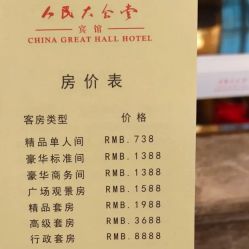 人民大会堂
宾馆
CHINA GREAT HALL HOTEL
房价表
客房类型 价格
精品单人间 RMB.738
豪华标准间 RMB.1388
豪华商务间 RMB.1388
广场观景房 RMB.1588
精品套房 RMB.1988
高级套房 RMB.3688
行政套房 RMB.8888